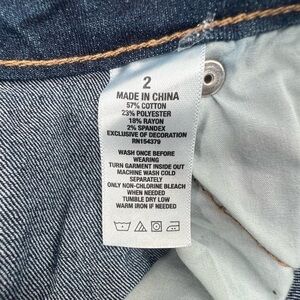 2
MADE IN CHINA
57% COTTON
23% POLYESTER
18% RAYON
2% SPANDEX
EXCLUSIVE OF DECORATION
RN154379
WASH ONCE BEFORE
WEARING
TURN GARMENT INSIDE OUT
MACHINE WASH COLD
SEPARATELY
ONLY NON-CHLORINE BLEACH
WHEN NEEDED
TUMBLE DRY LOW
WARM IRON IF NEEDED